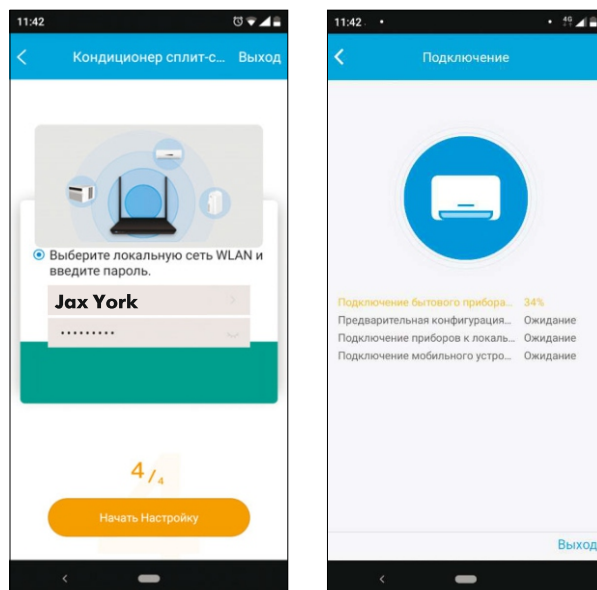 11:42
Кондиционер сплит-с... Выход
Выберите локальную сеть WLAN и
введите пароль.
Jax York
•••••••••
4/4
Начать Настройку
11:42
4G
Подключение
Подключение бытового прибора... 34%
Предварительная конфигурация... Ожидание
Подключение приборов к локаль... Ожидание
Подключение мобильного устро... Ожидание
Выход